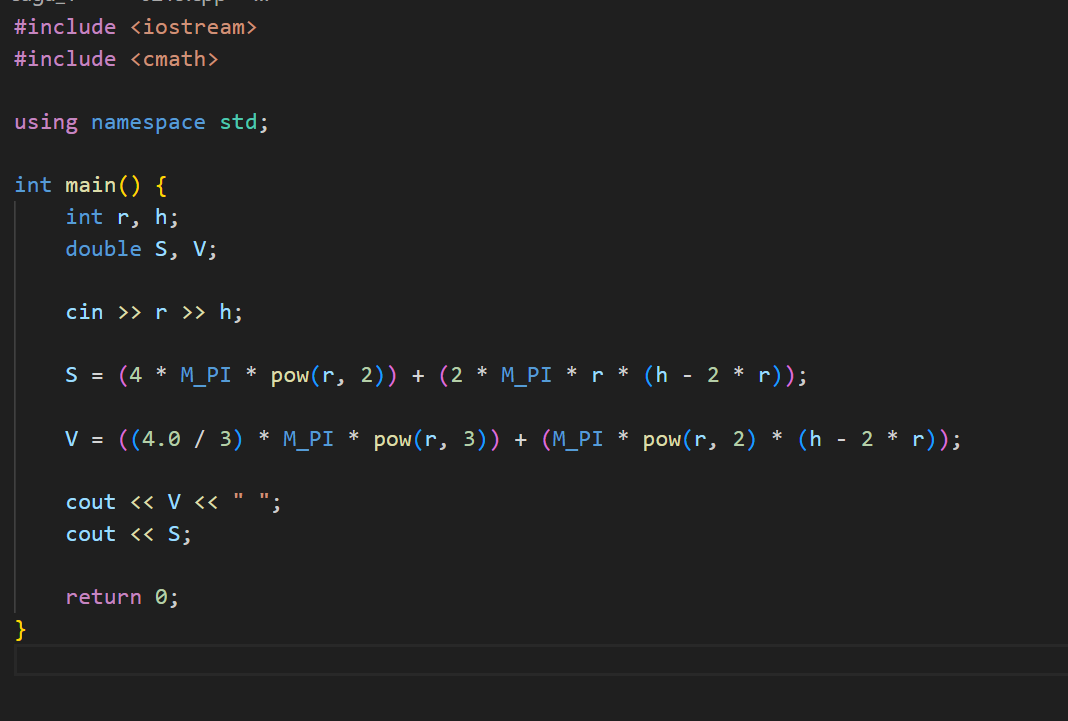 #include <iostream>
#include <cmath>
using namespace std;
int main() {
int r, h;
double S, V;
cin >> r >> h;
S = (4 * M_PI * pow(r, 2)) + (2 * M_PI * r * (h - 2 * r));
V = ((4.0 / 3) * M_PI * pow(r, 3)) + (M_PI * pow(r, 2) * (h - 2 * r));
cout << V << " ";
cout << S;
return 0;
}